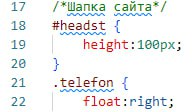 17 /*Шапка сайта*/
18 #headst {
19 height:100px;
20 }
21 .telefon {
22 float:right;